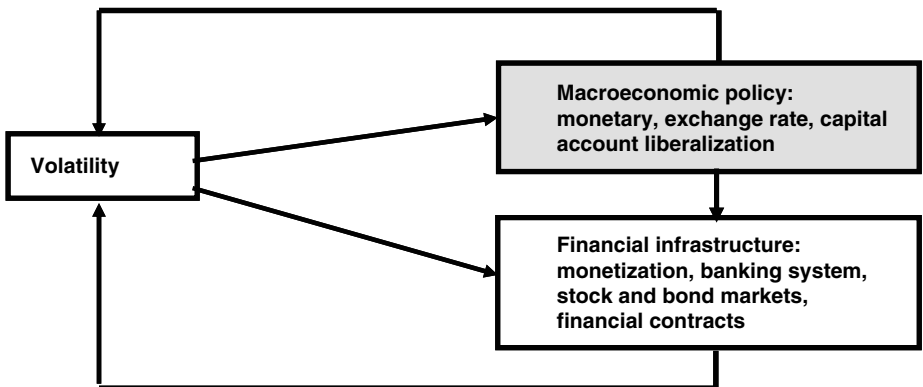 Macroeconomic policy:
monetary, exchange rate, capital
account liberalization
Volatility
Financial infrastructure:
monetization, banking system,
stock and bond markets,
financial contracts